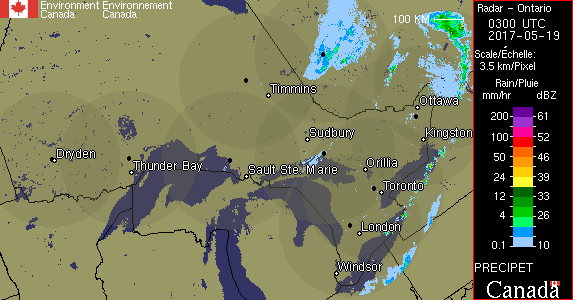 Environment Environnement
Canada Canada
100 KM
Timmins
Ottawa
Sudbury
Kingston
Dryden
Thunder Bay
Sault Ste. Marie
Orillia
Toronto
London
Windsor
Radar - Ontario
0300 UTC
2017-05-19
Scale/Échelle:
3.5 km/Pixel
Rain/Pluie
mm/hr dBZ
200 61
100 52
50 46
24 39
12 33
4 26
0.1 10
PRECIPET
Canada